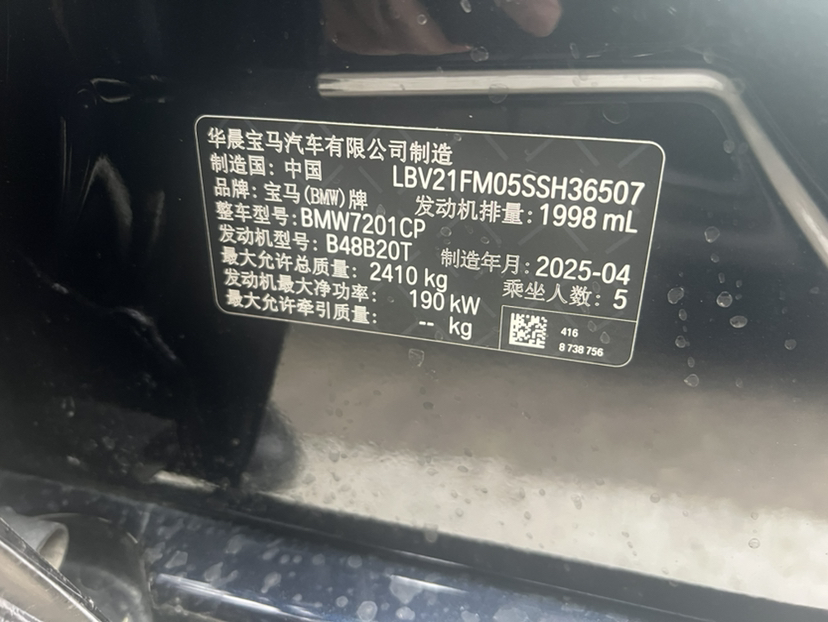 华晨宝马汽车有限公司制造
制造国：中国 LBV21FM05SSH36507
品牌：宝马(BMW)牌 发动机排量：1998 mL
整车型号：BMW7201CP
发动机型号：B48B20T 制造年月：2025-04
最大允许总质量：2410 kg 乘坐人数：5
发动机最大净功率：190 kW
最大允许牵引质量：-- kg
416
8 738 756